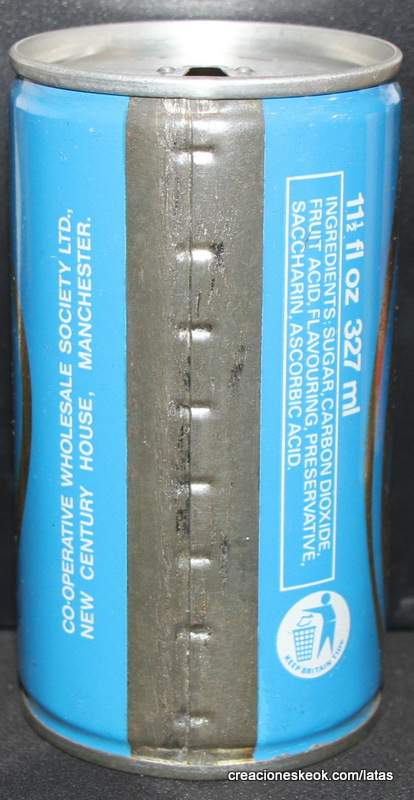 CO-OPERATIVE WHOLESALE SOCIETY LTD.,
NEW CENTURY HOUSE, MANCHESTER.
11½ fl oz 327 ml
INGREDIENTS: SUGAR, CARBON DIOXIDE,
FRUIT ACID, FLAVOURING, PRESERVATIVE,
SACCHARIN, ASCORBIC ACID.
KEEP BRITAIN TIDY
creacioneskeok.com/latas